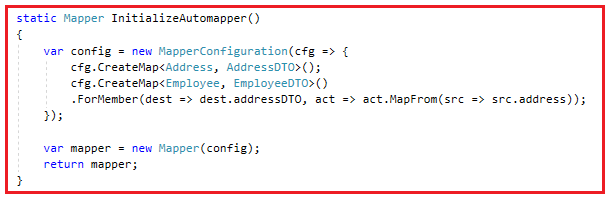 static Mapper InitializeAutomapper()
{
    var config = new MapperConfiguration(cfg => {
        cfg.CreateMap<Address, AddressDTO>();
        cfg.CreateMap<Employee, EmployeeDTO>()
        .ForMember(dest => dest.addressDTO, act => act.MapFrom(src => src.address));
    });

    var mapper = new Mapper(config);
    return mapper;
}